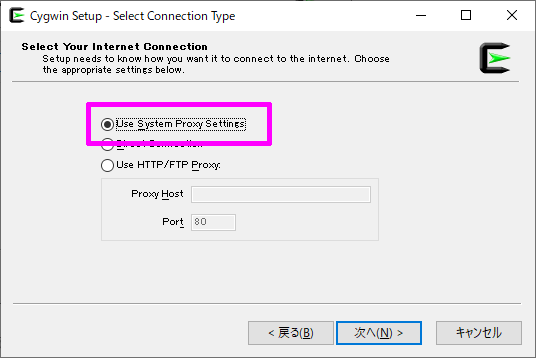 Cygwin Setup - Select Connection Type
Select Your Internet Connection
Setup needs to know how you want it to connect to the internet. Choose
the appropriate settings below.
Use System Proxy Settings
Direct Connection
Use HTTP/FTP Proxy:
Proxy Host
Port 80
< 戻る(B) 次へ(N) > キャンセル